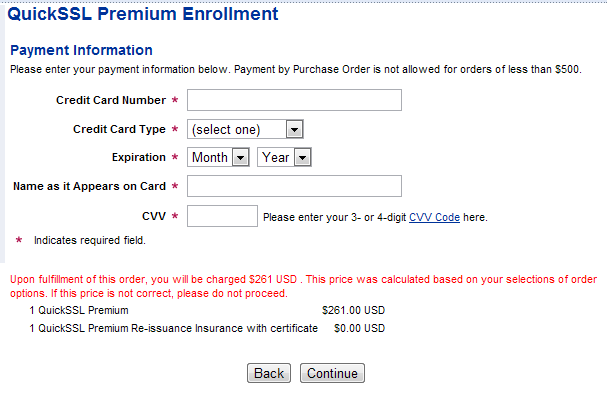 QuickSSL Premium Enrollment
Payment Information
Please enter your payment information below. Payment by Purchase Order is not allowed for orders of less than $500.
Credit Card Number *
Credit Card Type * (select one)
Expiration * Month Year
Name as it Appears on Card *
CVV * Please enter your 3- or 4-digit CVV Code here.
* Indicates required field.
Upon fulfillment of this order, you will be charged $261 USD . This price was calculated based on your selections of order
options. If this price is not correct, please do not proceed.
1 QuickSSL Premium $261.00 USD
1 QuickSSL Premium Re-issuance Insurance with certificate $0.00 USD
Back Continue